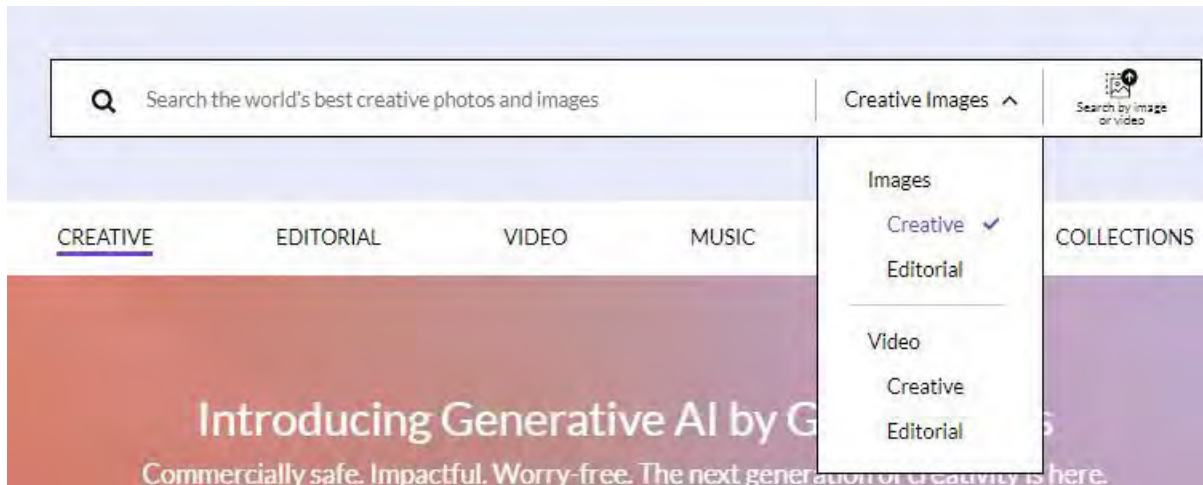 Search the world's best creative photos and images
Creative Images
Search by image
or video
Images
Creative
Editorial
Video
Creative
Editorial
CREATIVE
EDITORIAL
VIDEO
MUSIC
COLLECTIONS
Introducing Generative AI by
Commercially safe. Impactful. Worry-free. The next generation of creativity is here.